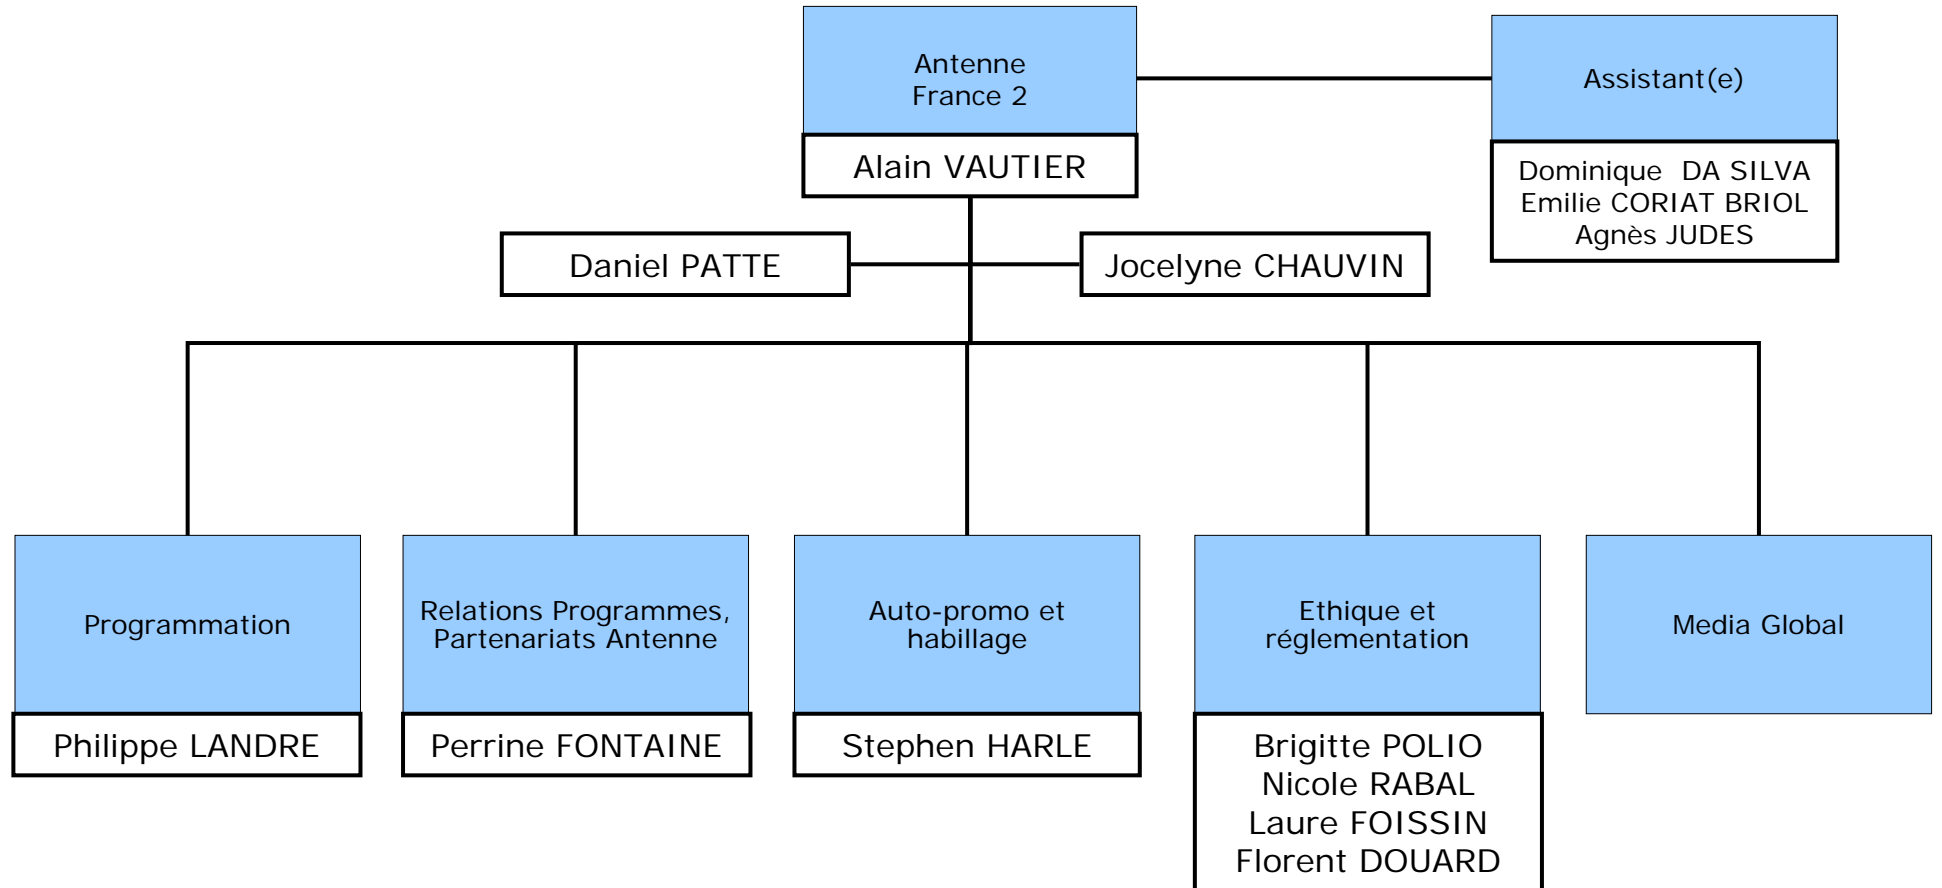 Antenne
France 2
Alain VAUTIER
Assistant(e)
Dominique  DA SILVA
Emilie CORIAT BRIOL
Agnès JUDES
Daniel PATTE
Jocelyne CHAUVIN
Programmation
Philippe LANDRE
Relations Programmes,
Partenariats Antenne
Perrine FONTAINE
Auto-promo et
habillage
Stephen HARLE
Ethique et
réglementation
Brigitte POLIO
Nicole RABAL
Laure FOISSIN
Florent DOUARD
Media Global